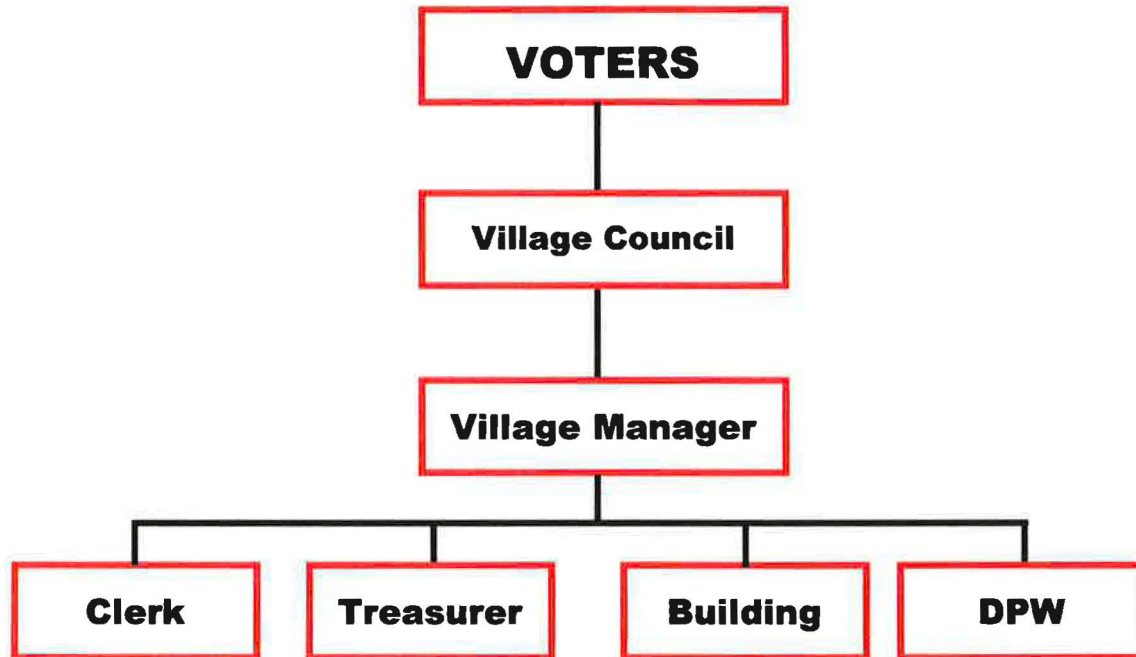 VOTERS
Village Council
Village Manager
Clerk
Treasurer
Building
DPW